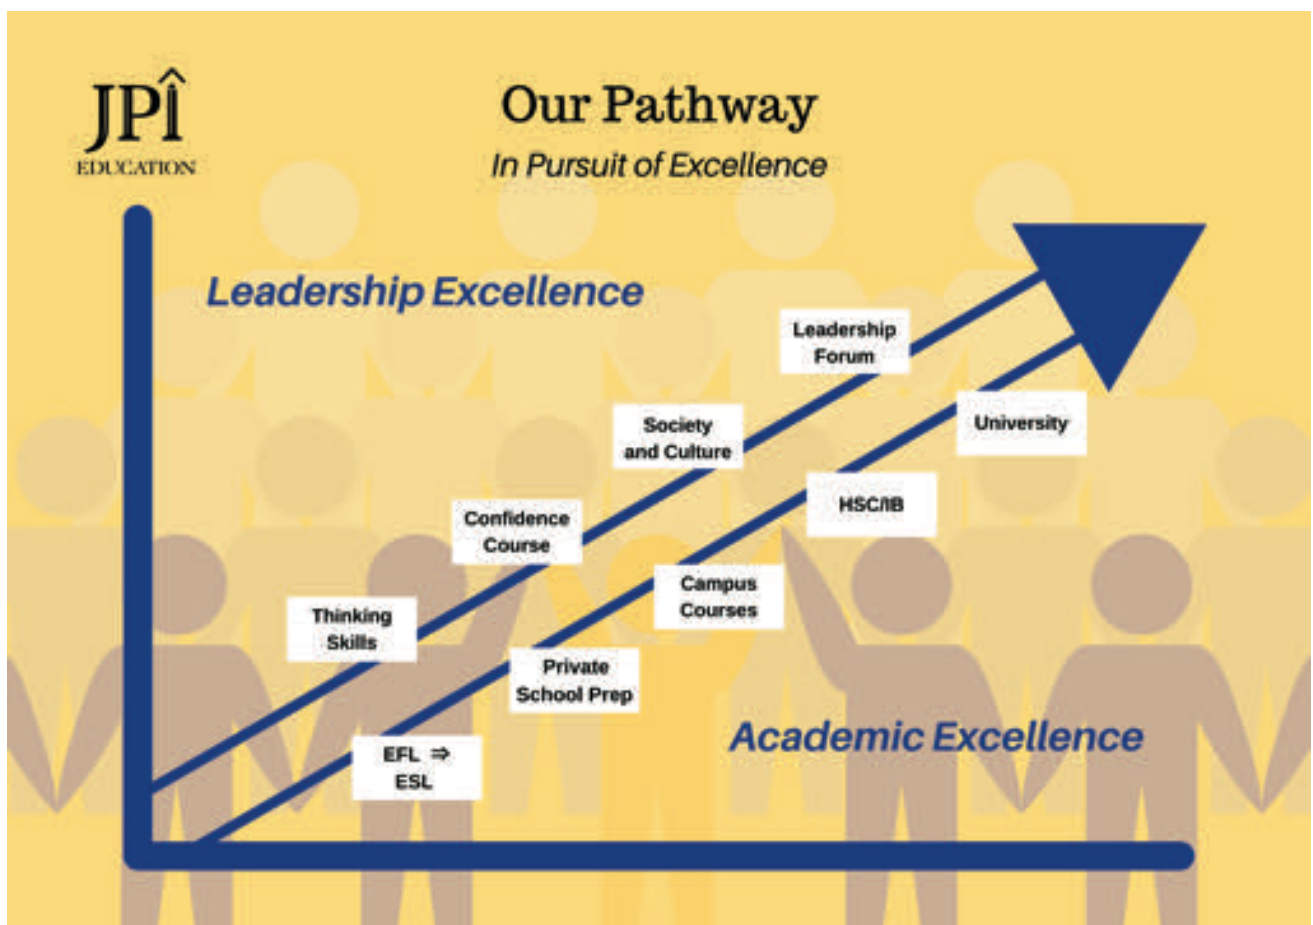 JPI
EDUCATION
Our Pathway
In Pursuit of Excellence
Leadership Excellence
Leadership
Forum
Society
and Culture
Confidence
Course
Thinking
Skills
University
HSC/IB
Campus
Courses
Private
School Prep
EFL ⇒
ESL
Academic Excellence